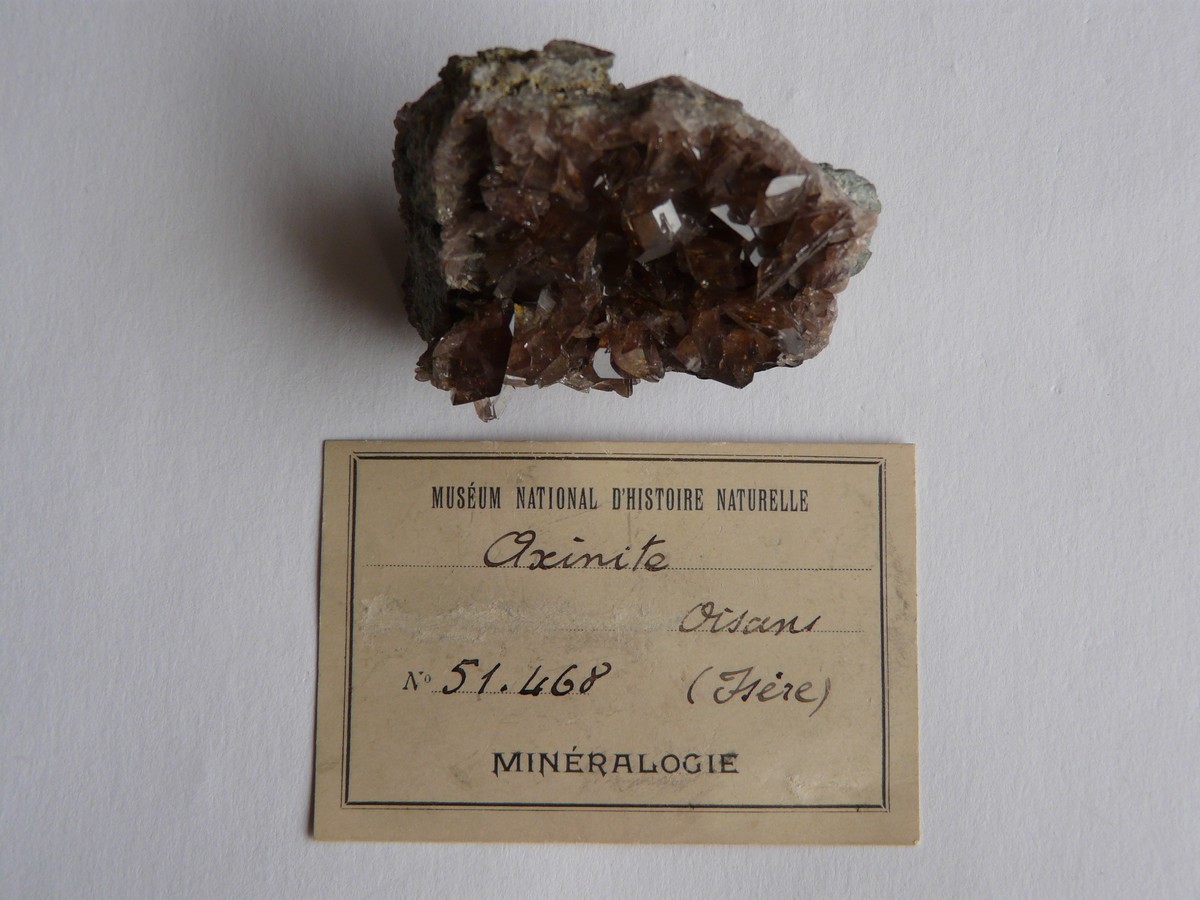 MUSÉUM NATIONAL D'HISTOIRE NATURELLE
Axinite
Oisans
No 51.468 (Isère)
MINÉRALOGIE